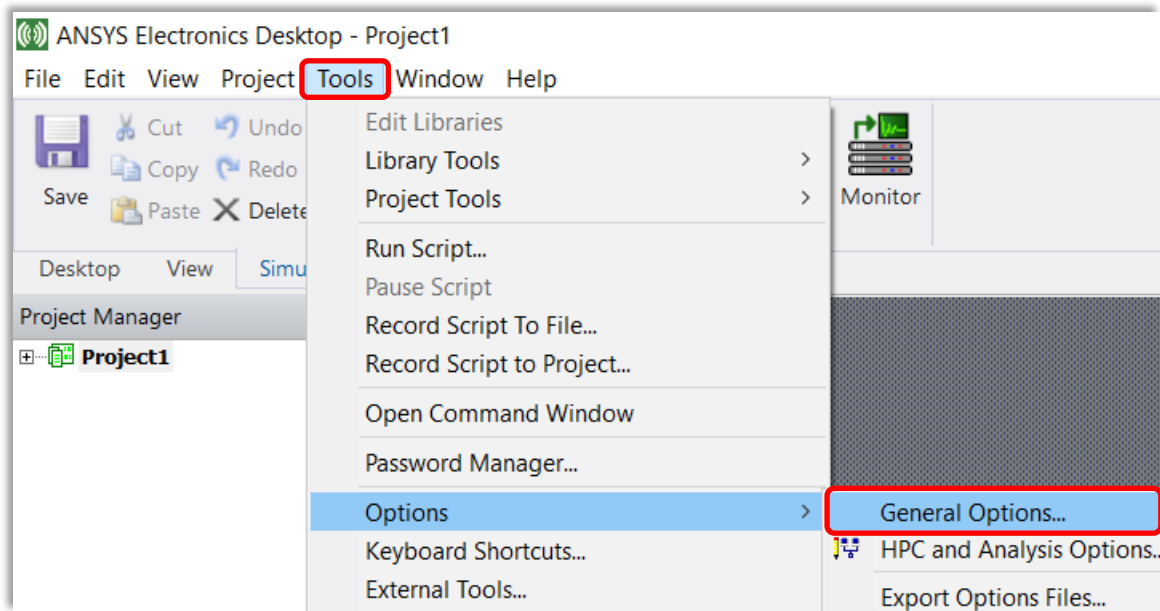 ANSYS Electronics Desktop - Project1
File Edit View Project Tools Window Help
Save
Cut
Copy
Paste
Undo
Redo
Delete
Monitor
Desktop View Simu
Project Manager
Project1
Edit Libraries
Library Tools
Project Tools
Run Script...
Pause Script
Record Script To File...
Record Script to Project...
Open Command Window
Password Manager...
Options
Keyboard Shortcuts...
External Tools...
General Options...
HPC and Analysis Options..
Export Options Files...